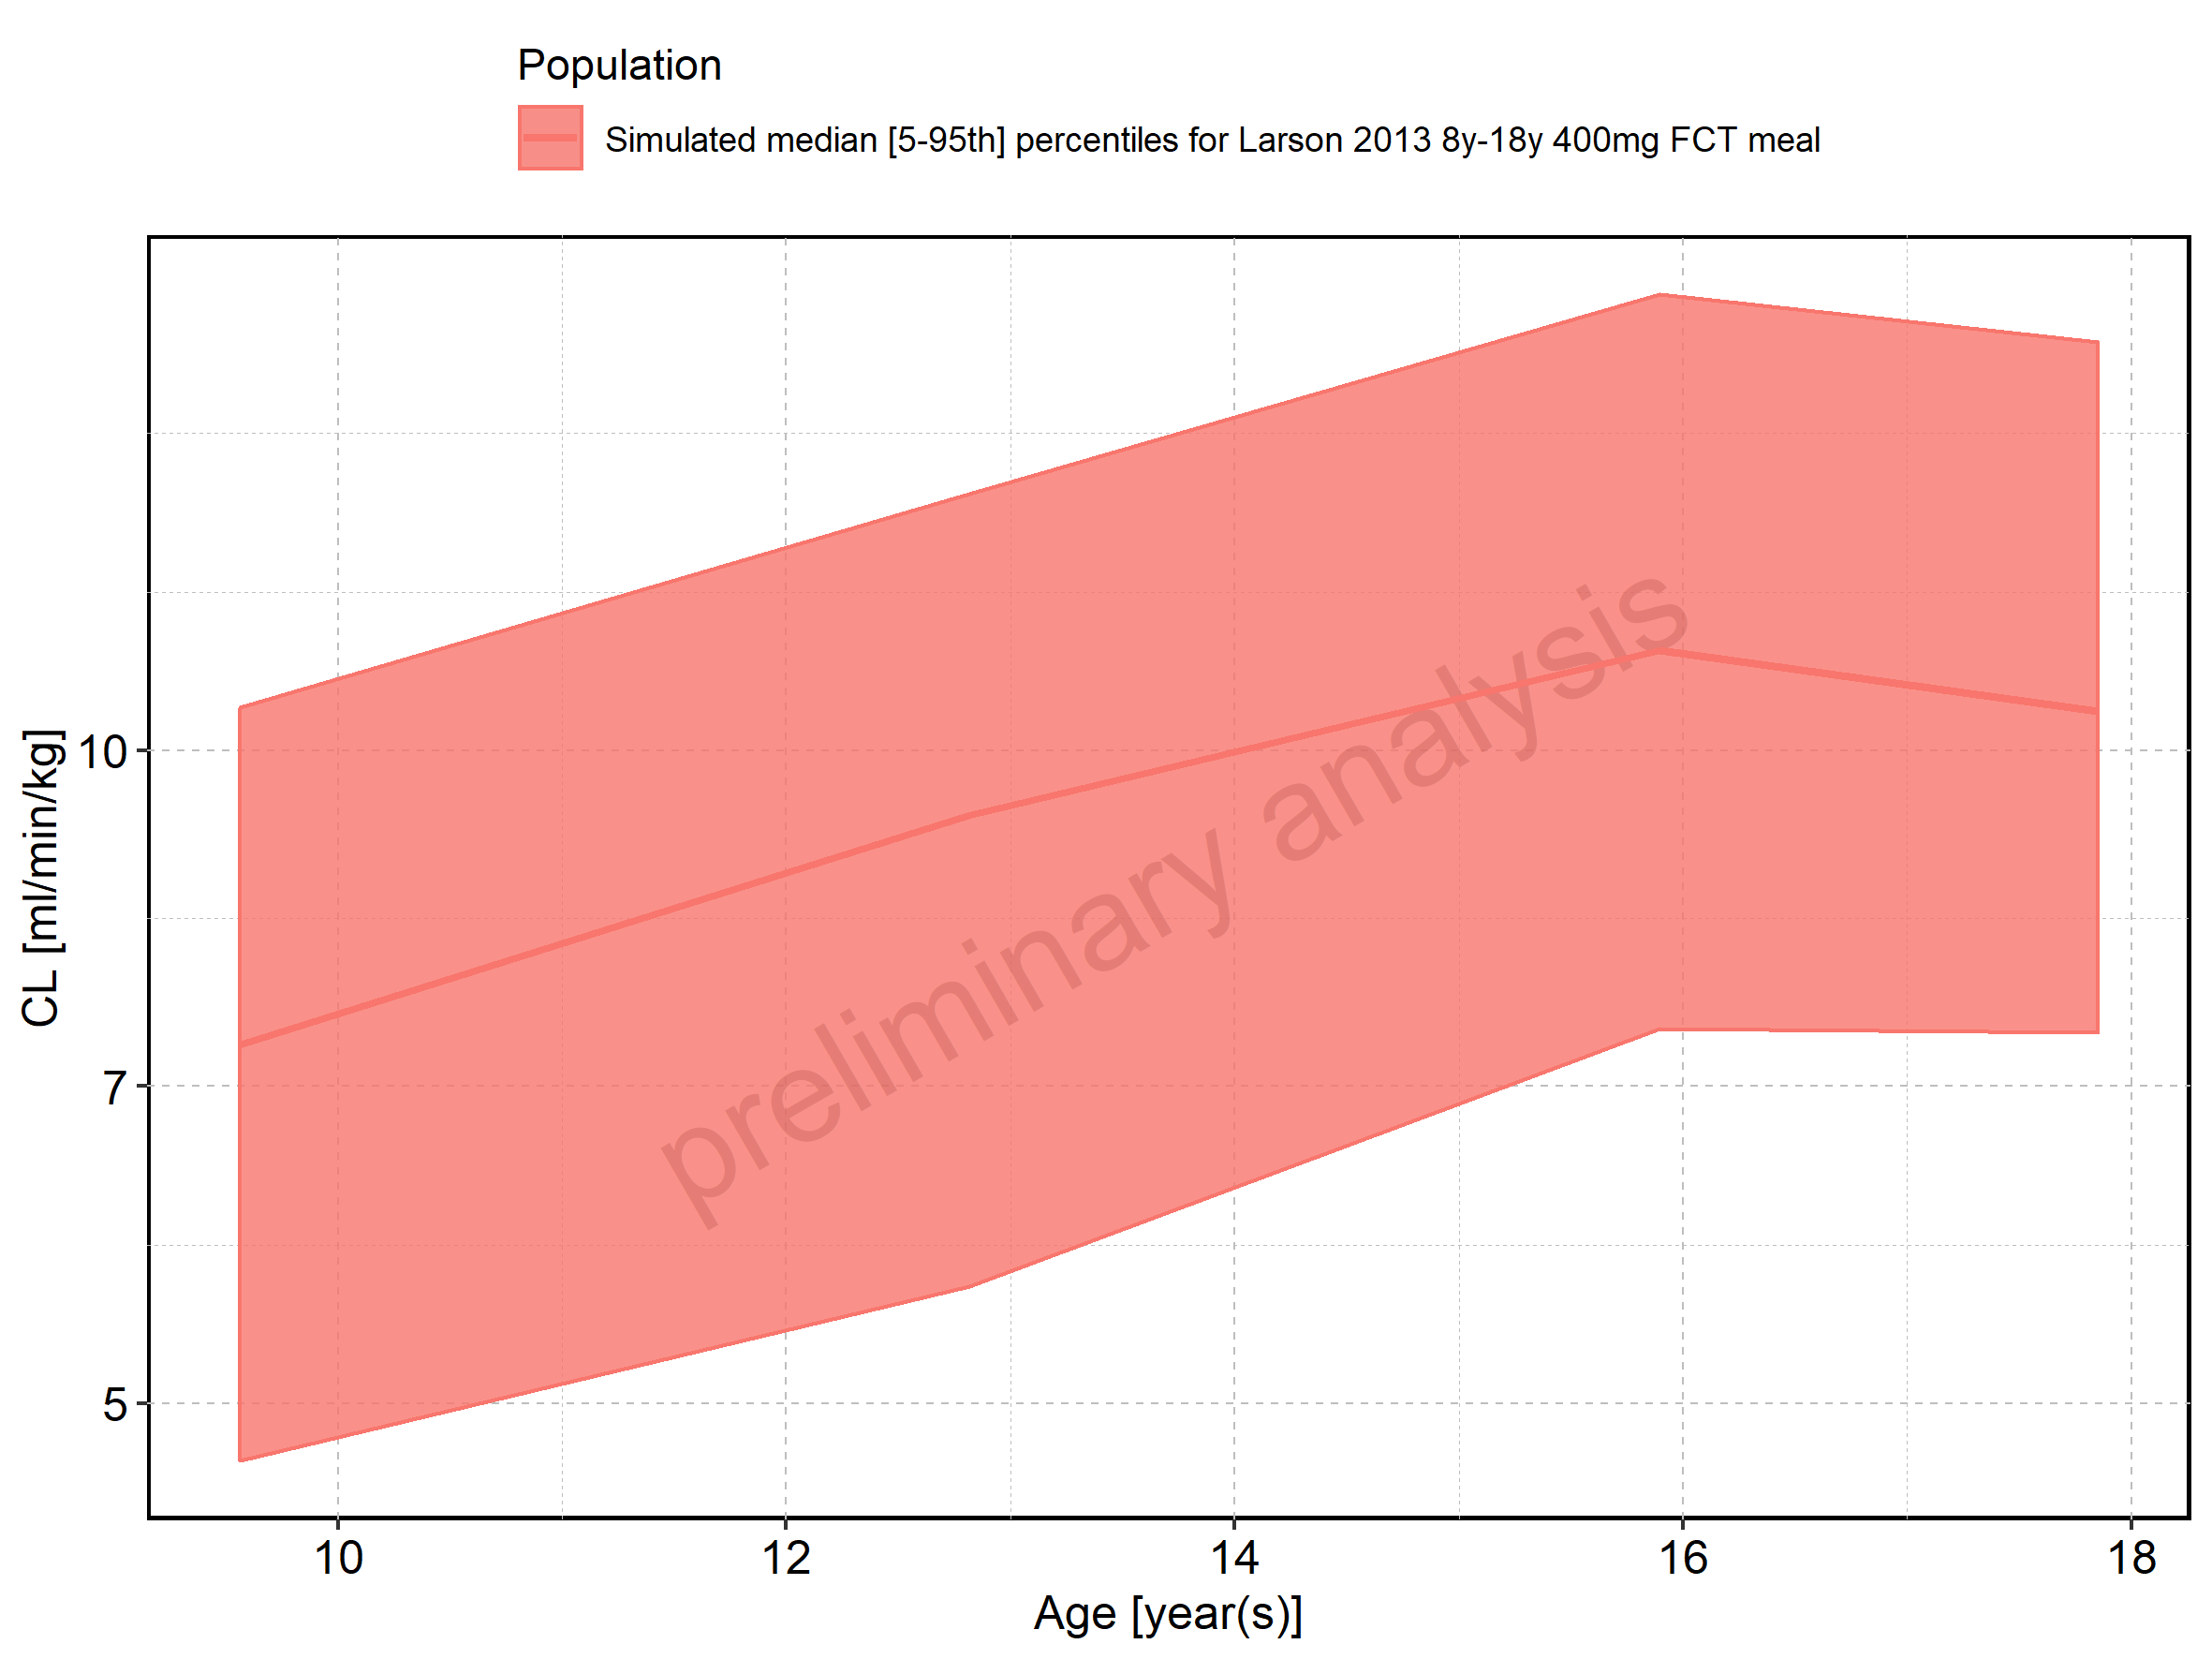 Population
Simulated median [5-95th] percentiles for Larson 2013 8y-18y 400mg FCT meal
CL [ml/min/kg]
10
7
5
preliminary analysis
10 12 14 16 18
Age [year(s)]